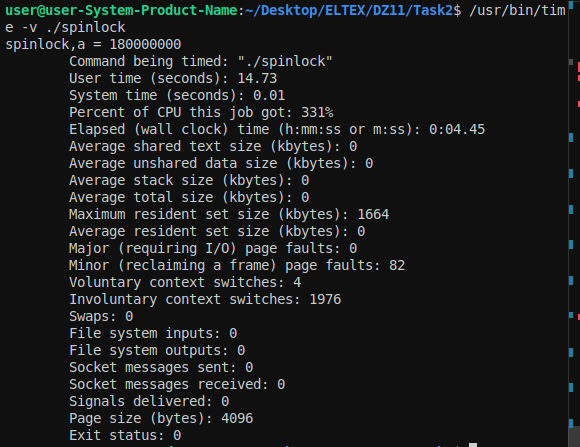 user@user-System-Product-Name:~/Desktop/ELTEX/DZ11/Task2$ /usr/bin/tim
e -v ./spinlock
spinlock,a = 180000000
Command being timed: "./spinlock"
User time (seconds): 14.73
System time (seconds): 0.01
Percent of CPU this job got: 331%
Elapsed (wall clock) time (h:mm:ss or m:ss): 0:04.45
Average shared text size (kbytes): 0
Average unshared data size (kbytes): 0
Average stack size (kbytes): 0
Average total size (kbytes): 0
Maximum resident set size (kbytes): 1664
Average resident set size (kbytes): 0
Major (requiring I/O) page faults: 0
Minor (reclaiming a frame) page faults: 82
Voluntary context switches: 4
Involuntary context switches: 1976
Swaps: 0
File system inputs: 0
File system outputs: 0
Socket messages sent: 0
Socket messages received: 0
Signals delivered: 0
Page size (bytes): 4096
Exit status: 0